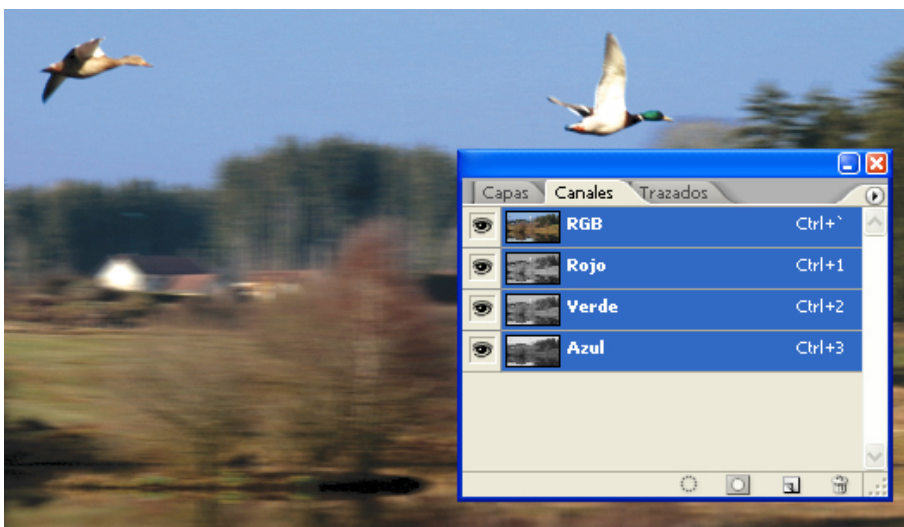 Capas Canales Trazados
RGB Ctrl+`
Rojo Ctrl+1
Verde Ctrl+2
Azul Ctrl+3